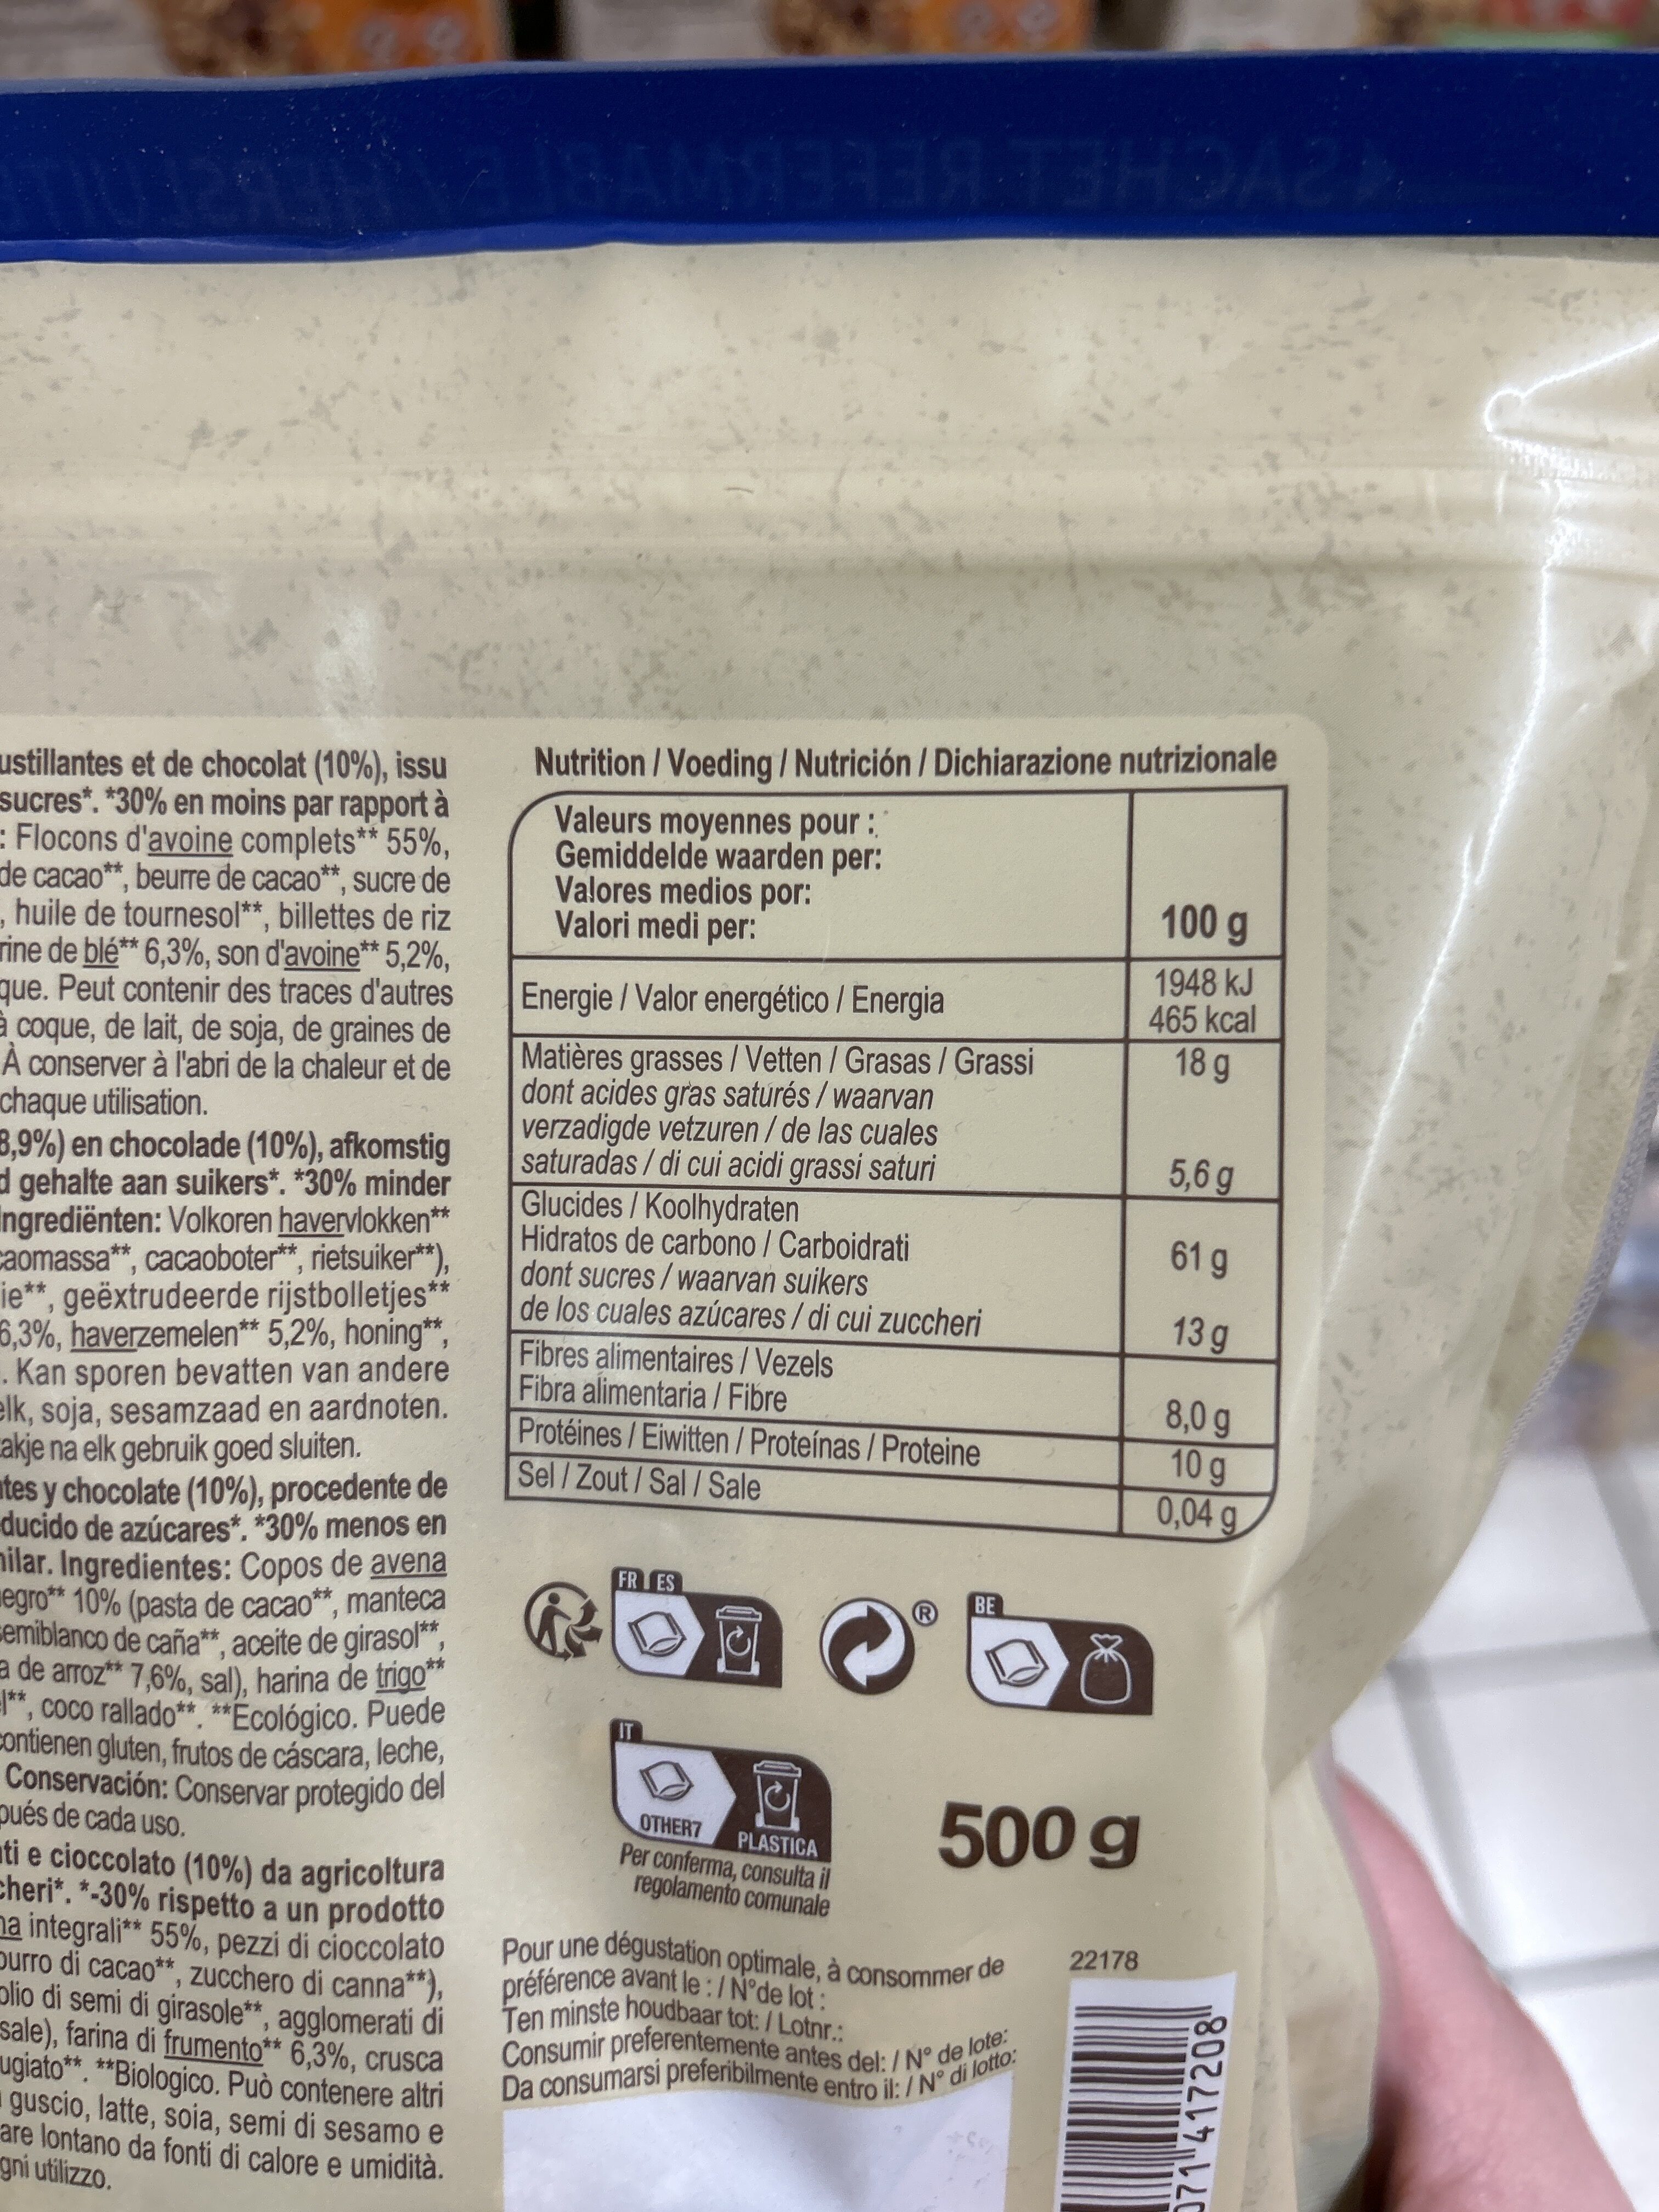 SACHET REFERMABLE / HERSLUIT
ustillantes et de chocolat (10%), issu
sucres*. *30% en moins par rapport à
: Flocons d'avoine complets** 55%,
de cacao**, beurre de cacao**, sucre de
, huile de tournesol**, billettes de riz
rine de blé** 6,3%, son d'avoine** 5,2%,
que. Peut contenir des traces d'autres
à coque, de lait, de soja, de graines de
À conserver à l'abri de la chaleur et de
chaque utilisation.
8,9%) en chocolade (10%), afkomstig
d gehalte aan suikers*. *30% minder
Ingrediënten: Volkoren havervlokken**
caomassa**, cacaoboter**, rietsuiker**),
ie**, geëxtrudeerde rijstbolletjes**
6,3%, haverzemelen** 5,2%, honing**,
. Kan sporen bevatten van andere
elk, soja, sesamzaad en aardnoten.
akje na elk gebruik goed sluiten.
ntes y chocolate (10%), procedente de
ducido de azúcares*. *30% menos en
milar. Ingredientes: Copos de avena
egro** 10% (pasta de cacao**, manteca
semiblanco de caña**, aceite de girasol**,
a de arroz** 7,6%, sal), harina de trigo**
l**, coco rallado**. **Ecológico. Puede
contienen gluten, frutos de cáscara, leche,
Conservación: Conservar protegido del
pués de cada uso.
ti e cioccolato (10%) da agricoltura
cheri*. *-30% rispetto a un prodotto
na integrali** 55%, pezzi di cioccolato
burro di cacao**, zucchero di canna**),
olio di semi di girasole**, agglomerati di
sale), farina di frumento** 6,3%, crusca
ugiato**. **Biologico. Può contenere altri
guscio, latte, soia, semi di sesamo e
are lontano da fonti di calore e umidità.
gni utilizzo.
Nutrition / Voeding / Nutrición / Dichiarazione nutrizionale
Valeurs moyennes pour :
Gemiddelde waarden per:
Valores medios por:
Valori medi per:
100 g
Energie / Valor energético / Energia
1948 kJ
465 kcal
Matières grasses / Vetten / Grasas / Grassi
18 g
dont acides gras saturés / waarvan
verzadigde vetzuren / de las cuales
saturadas / di cui acidi grassi saturi
5,6 g
Glucides / Koolhydraten
Hidratos de carbono / Carboidrati
61 g
dont sucres / waarvan suikers
de los cuales azúcares / di cui zuccheri
13 g
Fibres alimentaires / Vezels
Fibra alimentaria / Fibre
8,0 g
Protéines / Eiwitten / Proteínas / Proteine
10 g
Sel / Zout / Sal / Sale
0,04 g
FR ES
®
BE
IT
OTHER7
PLASTICA
Per conferma, consulta il
regolamento comunale
500 g
Pour une dégustation optimale, à consommer de
préférence avant le : / N°de lot :
Ten minste houdbaar tot: / Lotnr.:
Consumir preferentemente antes del: / N° de lote:
Da consumarsi preferibilmente entro il: / N° di lotto:
22178
071 417208